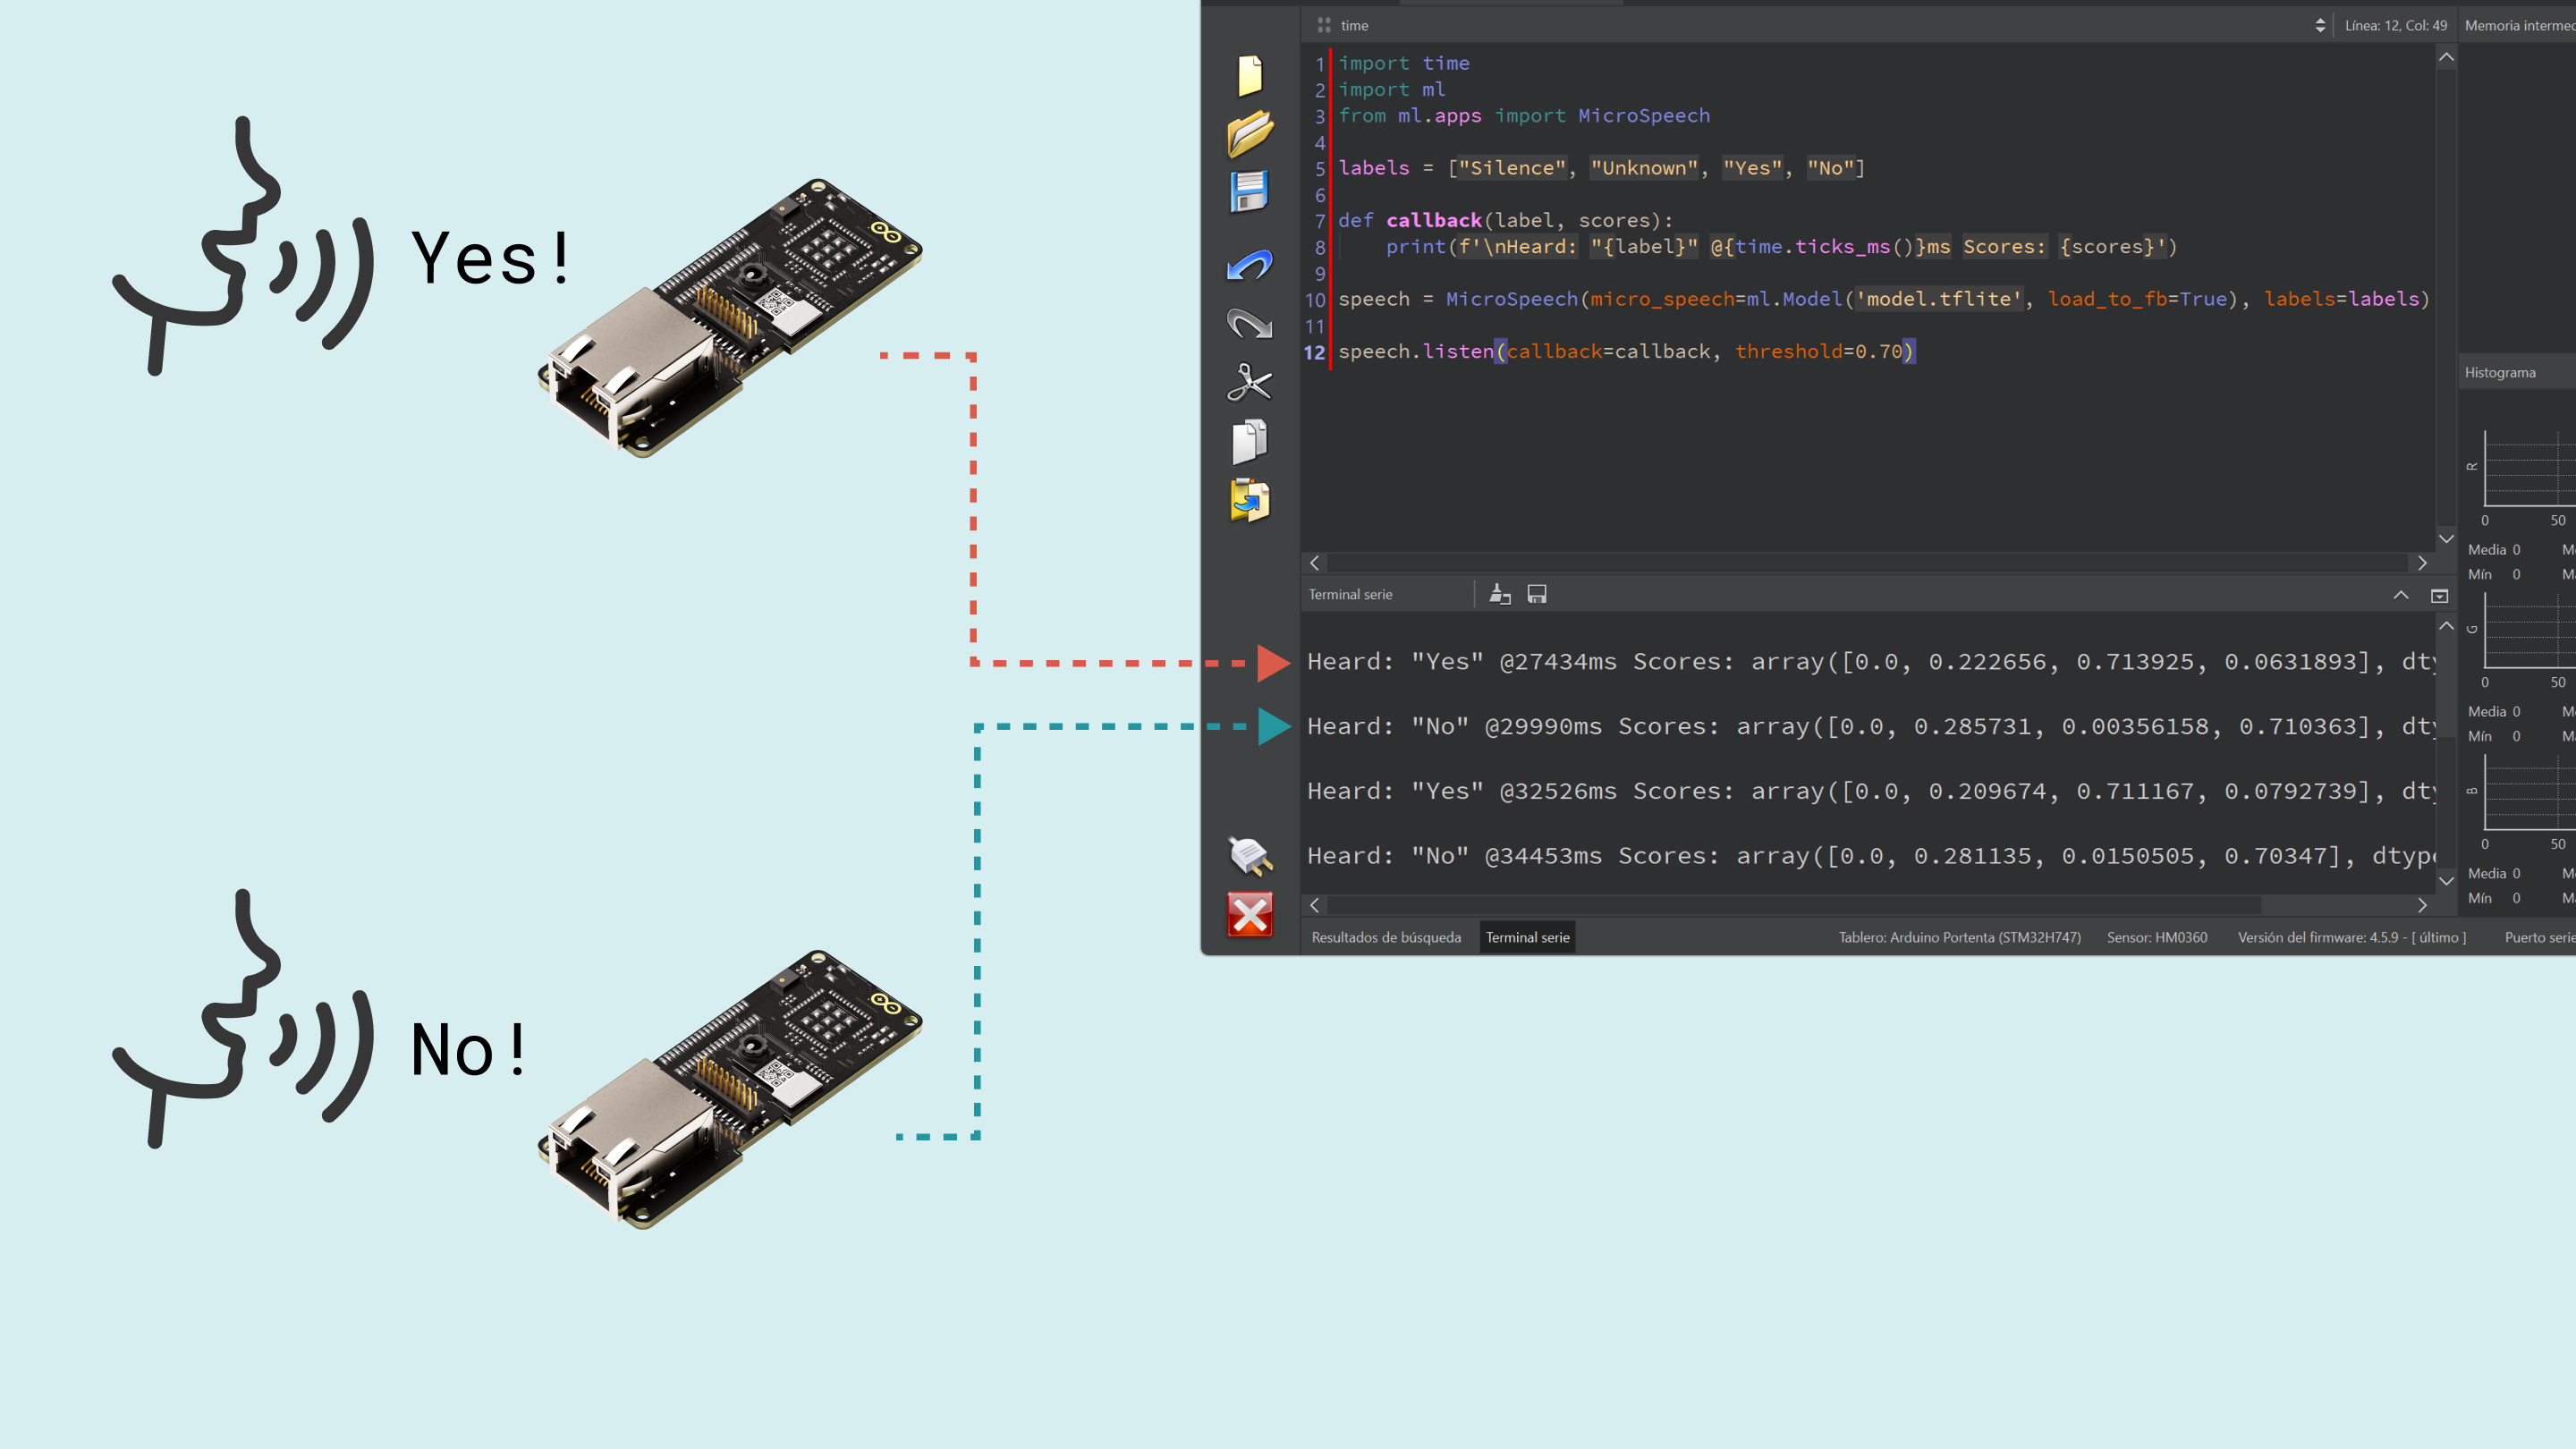 Yes!
No!
time
Línea: 12, Col: 49
Memoria intermed
1 import time
2 import ml
3 from ml.apps import MicroSpeech
4
5 labels = ["Silence", "Unknown", "Yes", "No"]
6
7 def callback(label, scores):
8     print(f'\nHeard: "{label}" @{time.ticks_ms()}ms Scores: {scores}')
9
10 speech = MicroSpeech(micro_speech=ml.Model('model.tflite', load_to_fb=True), labels=labels)
11
12 speech.listen(callback=callback, threshold=0.70)
Terminal serie
Heard: "Yes" @27434ms Scores: array([0.0, 0.222656, 0.713925, 0.0631893], dty
Heard: "No" @29990ms Scores: array([0.0, 0.285731, 0.00356158, 0.710363], dty
Heard: "Yes" @32526ms Scores: array([0.0, 0.209674, 0.711167, 0.0792739], dty
Heard: "No" @34453ms Scores: array([0.0, 0.281135, 0.0150505, 0.70347], dtype
Histograma
R
0 50
Media 0 M
Mín 0 M
G
0 50
Media 0 M
Mín 0 M
B
0 50
Media 0 M
Mín 0 M
Resultados de búsqueda
Terminal serie
Tablero: Arduino Portenta (STM32H747)
Sensor: HM0360
Versión del firmware: 4.5.9 - [ último ]
Puerto serie